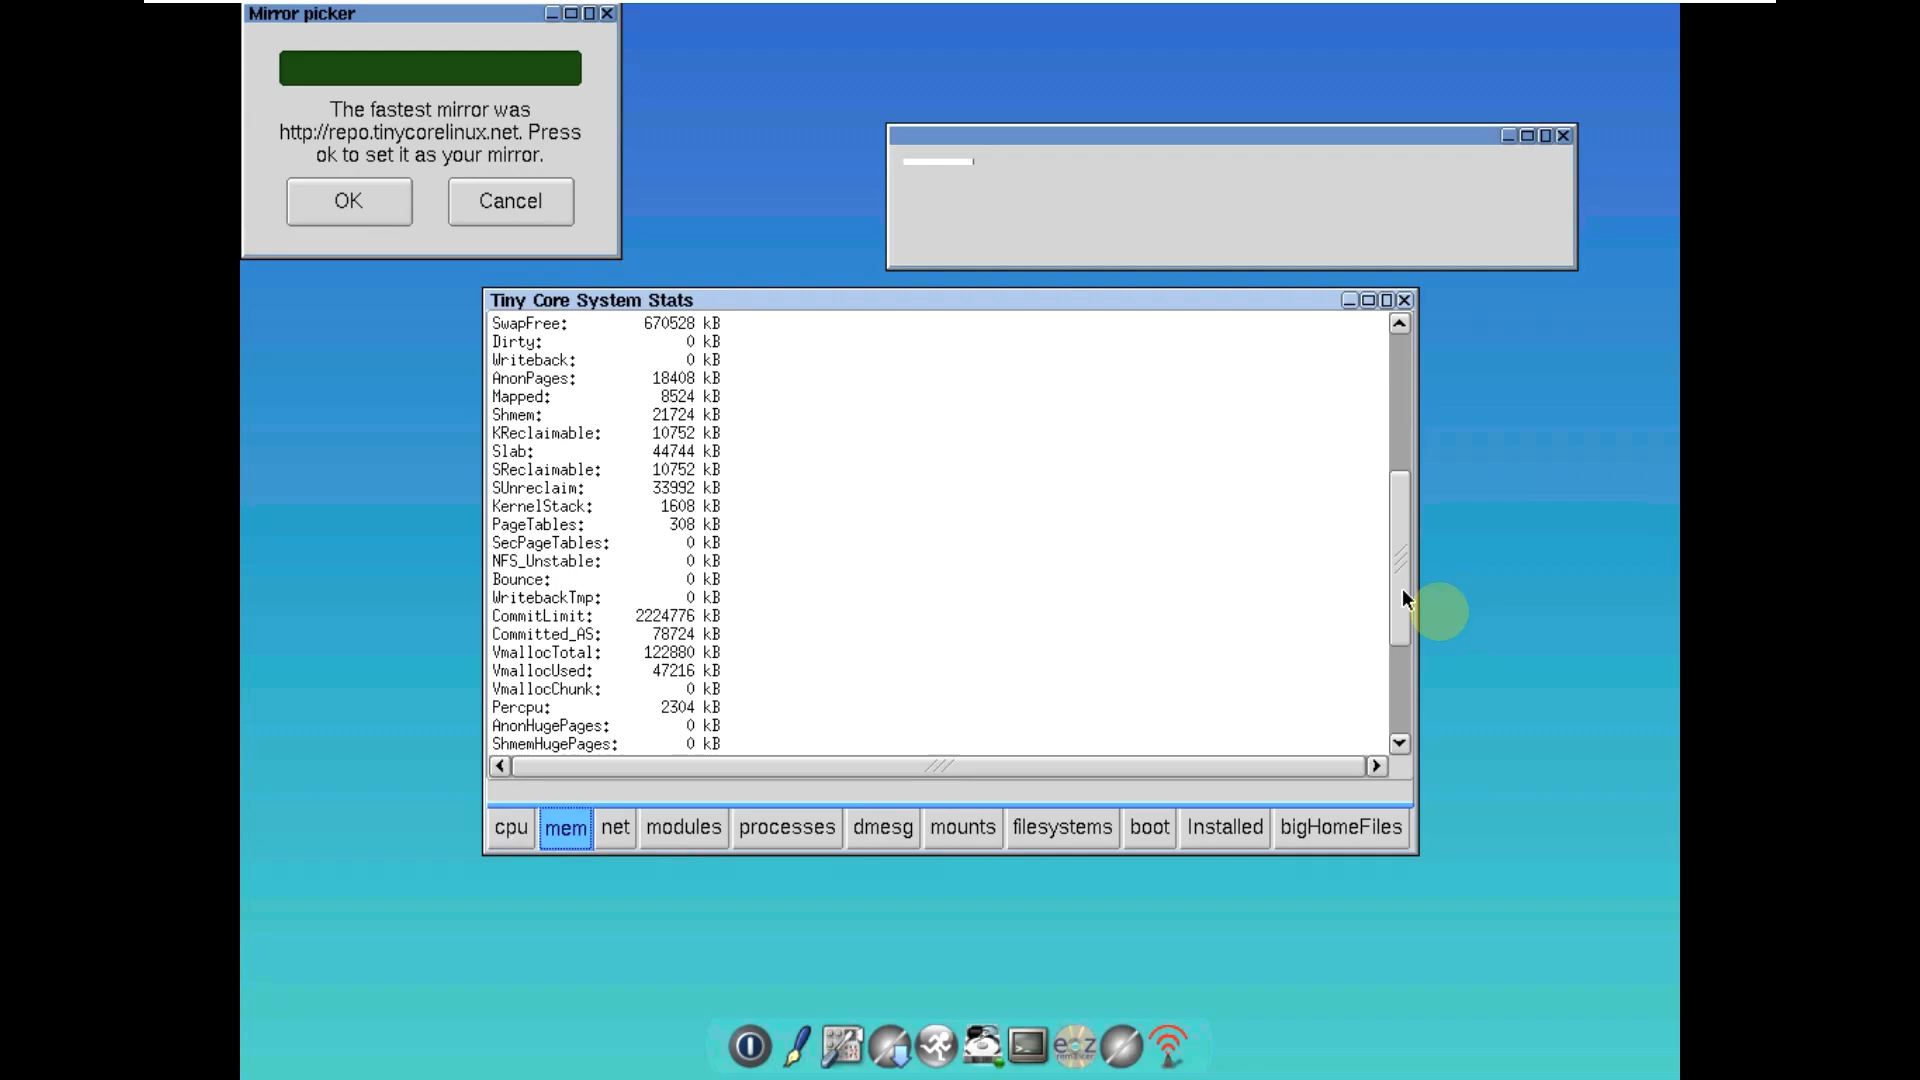 Mirror picker
The fastest mirror was
http://repo.tinycorelinux.net. Press
ok to set it as your mirror.
OK Cancel
Tiny Core System Stats
SwapFree: 670528 kB
Dirty: 0 kB
Writeback: 0 kB
AnonPages: 18408 kB
Mapped: 8524 kB
Shmem: 21724 kB
KReclaimable: 10752 kB
Slab: 44744 kB
SReclaimable: 10752 kB
SUnreclaim: 33992 kB
KernelStack: 1608 kB
PageTables: 308 kB
SecPageTables: 0 kB
NFS_Unstable: 0 kB
Bounce: 0 kB
WritebackTmp: 0 kB
CommitLimit: 2224776 kB
Committed_AS: 78724 kB
VmallocTotal: 122880 kB
VmallocUsed: 47216 kB
VmallocChunk: 0 kB
Percpu: 2304 kB
AnonHugePages: 0 kB
ShmemHugePages: 0 kB
cpu mem net modules processes dmesg mounts filesystems boot Installed bigHomeFiles